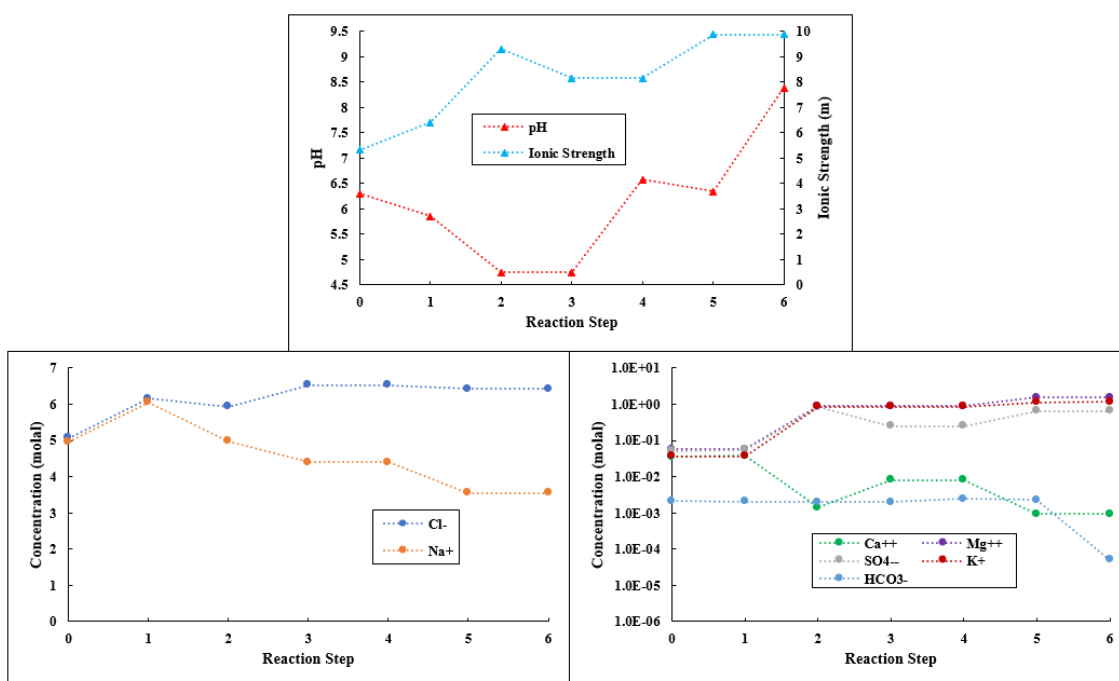 9.5
9
8.5
8
7.5
7
6.5
6
5.5
5
4.5
pH
10
9
8
7
6
5
4
3
2
1
0
Ionic Strength (m)
pH
Ionic Strength
0 1 2 3 4 5 6
Reaction Step
7
6
5
4
3
2
1
0
Concentration (molal)
Cl-
Na+
0 1 2 3 4 5 6
Reaction Step
1.0E+01
1.0E+00
1.0E-01
1.0E-02
1.0E-03
1.0E-04
1.0E-05
1.0E-06
Concentration (molal)
Ca++ Mg++
SO4-- K+
HCO3-
0 1 2 3 4 5 6
Reaction Step